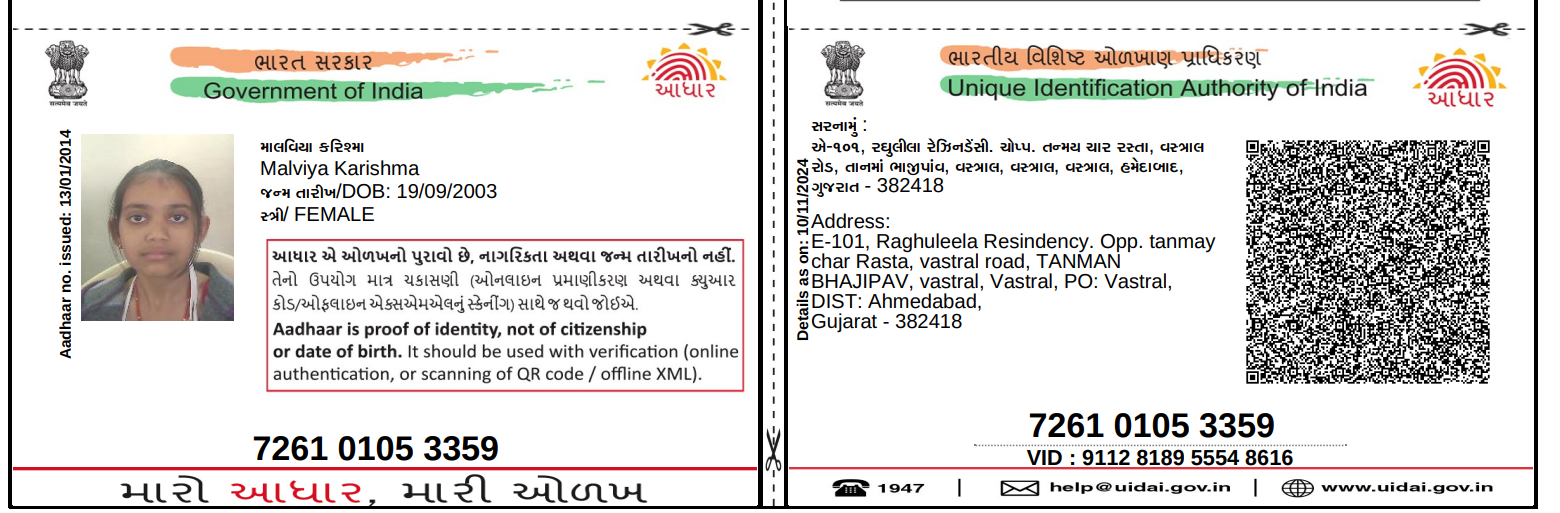 ભારત સરકાર
Government of India
सत्यमेव जयते
આધાર
Aadhaar no. issued: 13/01/2014
માલવિયા કરિશ્મા
Malviya Karishma
જન્મ તારીખ/DOB: 19/09/2003
સ્ત્રી/ FEMALE
આધાર એ ઓળખનો પુરાવો છે, નાગરિકતા અથવા જન્મ તારીખનો નહીં.
તેનો ઉપયોગ માત્ર ચકાસણી (ઓનલાઇન પ્રમાણીકરણ અથવા ક્યુઆર
કોડ/ઓફલાઇન એક્સએમએલનું સ્કેનીંગ) સાથે જ થવો જોઈએ.
Aadhaar is proof of identity, not of citizenship
or date of birth. It should be used with verification (online
authentication, or scanning of QR code / offline XML).
7261 0105 3359
મારો આધાર, મારી ઓળખ
ભારતીય વિશિષ્ટ ઓળખાણ પ્રાધિકરણ
Unique Identification Authority of India
सत्यमेव जयते
આધાર
Details as on: 10/11/2024
સરનામું :
એ-૧૦૧, રઘુલીલા રેઝિનડેંસી. ચોપ્પ. તન્મય ચાર રસ્તા, વસ્ત્રાલ
રોડ, તાનમાં ભાજીપાંવ, વસ્ત્રાલ, વસ્ત્રાલ, વસ્ત્રાલ, હમેદાબાદ,
ગુજરાત - 382418
Address:
E-101, Raghuleela Resindency. Opp. tanmay
char Rasta, vastral road, TANMAN
BHAJIPAV, vastral, Vastral, PO: Vastral,
DIST: Ahmedabad,
Gujarat - 382418
7261 0105 3359
VID : 9112 8189 5554 8616
1947 | help@uidai.gov.in | www.uidai.gov.in